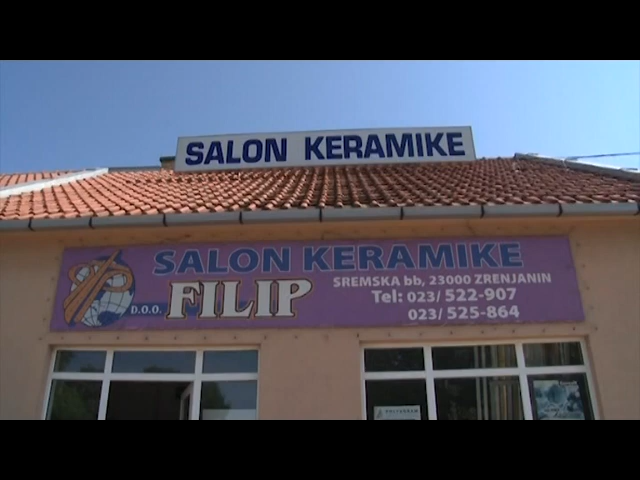 SALON KERAMIKE
SALON KERAMIKE
D.O.O. FILIP
SREMSKA bb, 23000 ZRENJANIN
Tel: 023/ 522-907
023/ 525-864